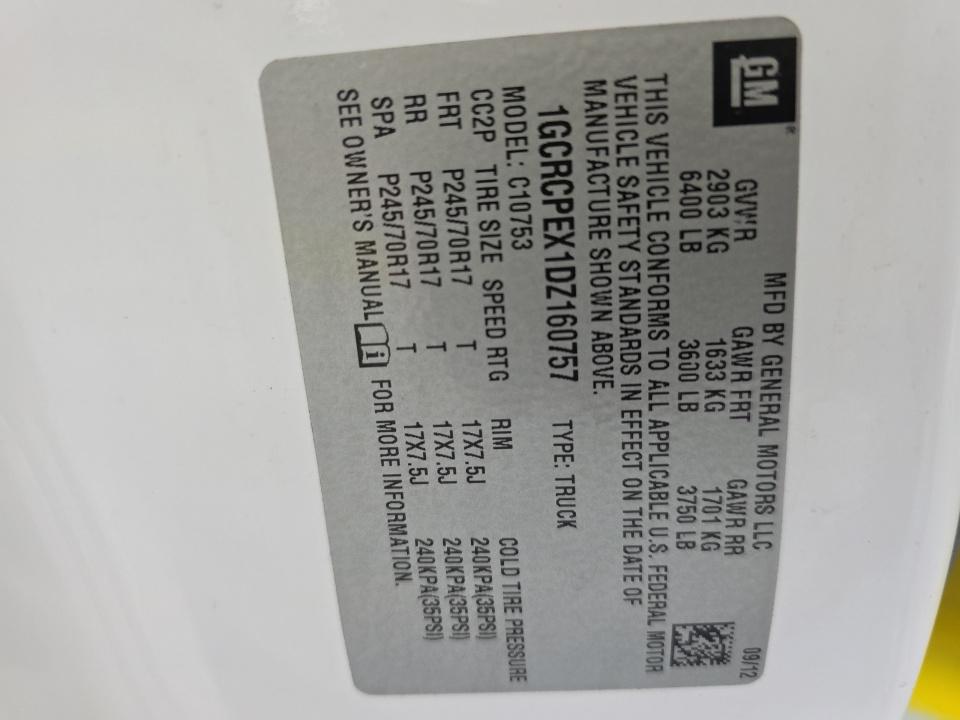 GM
MFD BY GENERAL MOTORS LLC 09/12
GVWR GAWR FRT GAWR RR
2903 KG 1633 KG 1701 KG
6400 LB 3600 LB 3750 LB
THIS VEHICLE CONFORMS TO ALL APPLICABLE U.S. FEDERAL MOTOR
VEHICLE SAFETY STANDARDS IN EFFECT ON THE DATE OF
MANUFACTURE SHOWN ABOVE.
1GCRCPEX1DZ160757 TYPE: TRUCK
MODEL: C10753
CC2P TIRE SIZE SPEED RTG RIM COLD TIRE PRESSURE
FRT P245/70R17 T 17X7.5J 240KPA(35PSI)
RR P245/70R17 T 17X7.5J 240KPA(35PSI)
SPA P245/70R17 T 17X7.5J 240KPA(35PSI)
SEE OWNER'S MANUAL i FOR MORE INFORMATION.